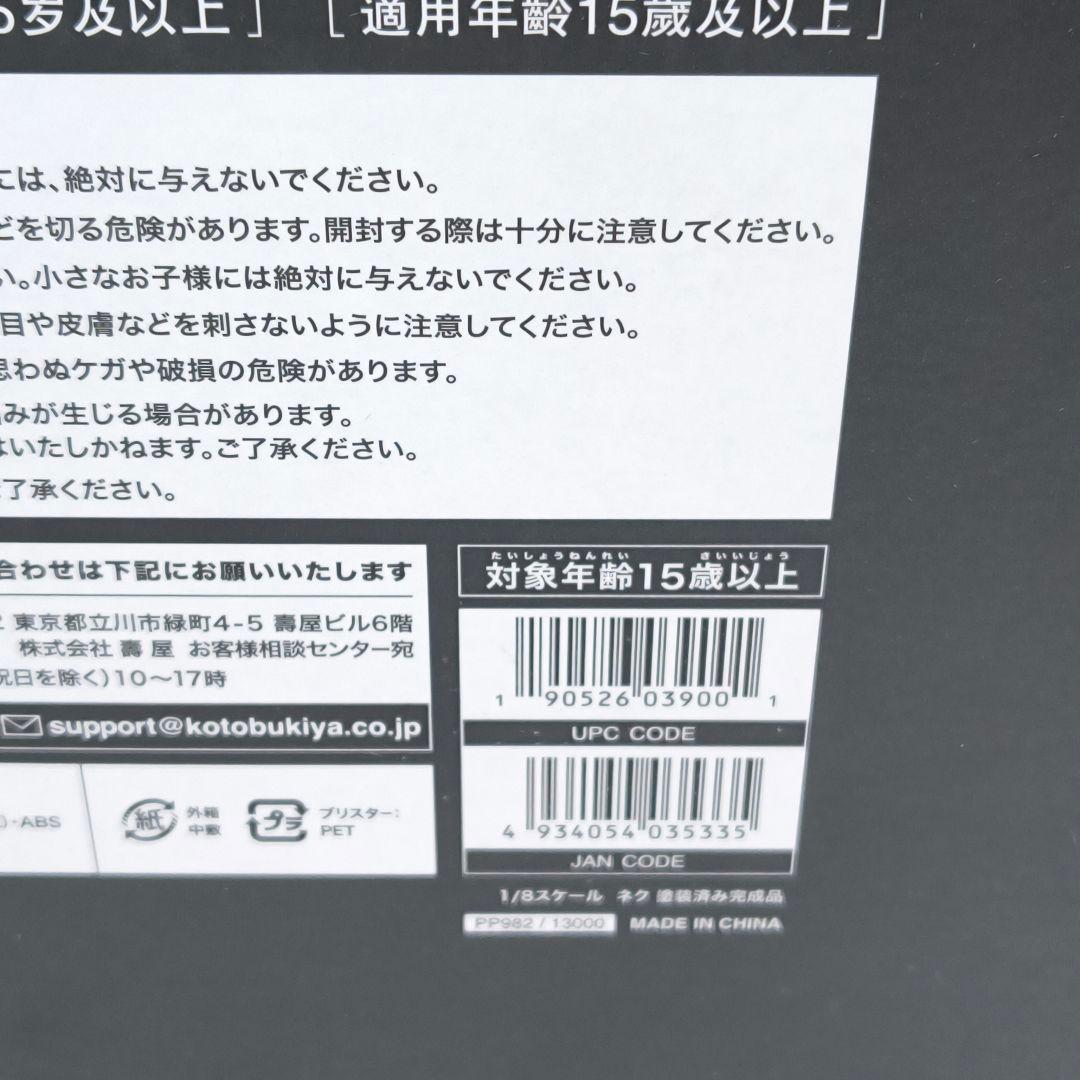 5岁及以上」 [ 適用年齡15歲及以上 ]
には、絶対に与えないでください。
どを切る危険があります。開封する際は十分に注意してください。
い。小さなお子様には絶対に与えないでください。
目や皮膚などを刺さないように注意してください。
思わぬケガや破損の危険があります。
みが生じる場合があります。
はいたしかねます。ご了承ください。
ご了承ください。
合わせは下記にお願いいたします
東京都立川市緑町4-5 壽屋ビル6階
株式会社 壽 屋 お客様相談センター宛
祝日を除く)10〜17時
support@kotobukiya.co.jp
)・ABS
紙
外箱
中敷
プラ
ブリスター:
PET
たいしょうねんれい さいいじょう
対象年齢15歳以上
1 90526 03900 1
UPC CODE
4 934054 035335
JAN CODE
1/8スケール ネク 塗装済み完成品
PP982 / 13000 MADE IN CHINA